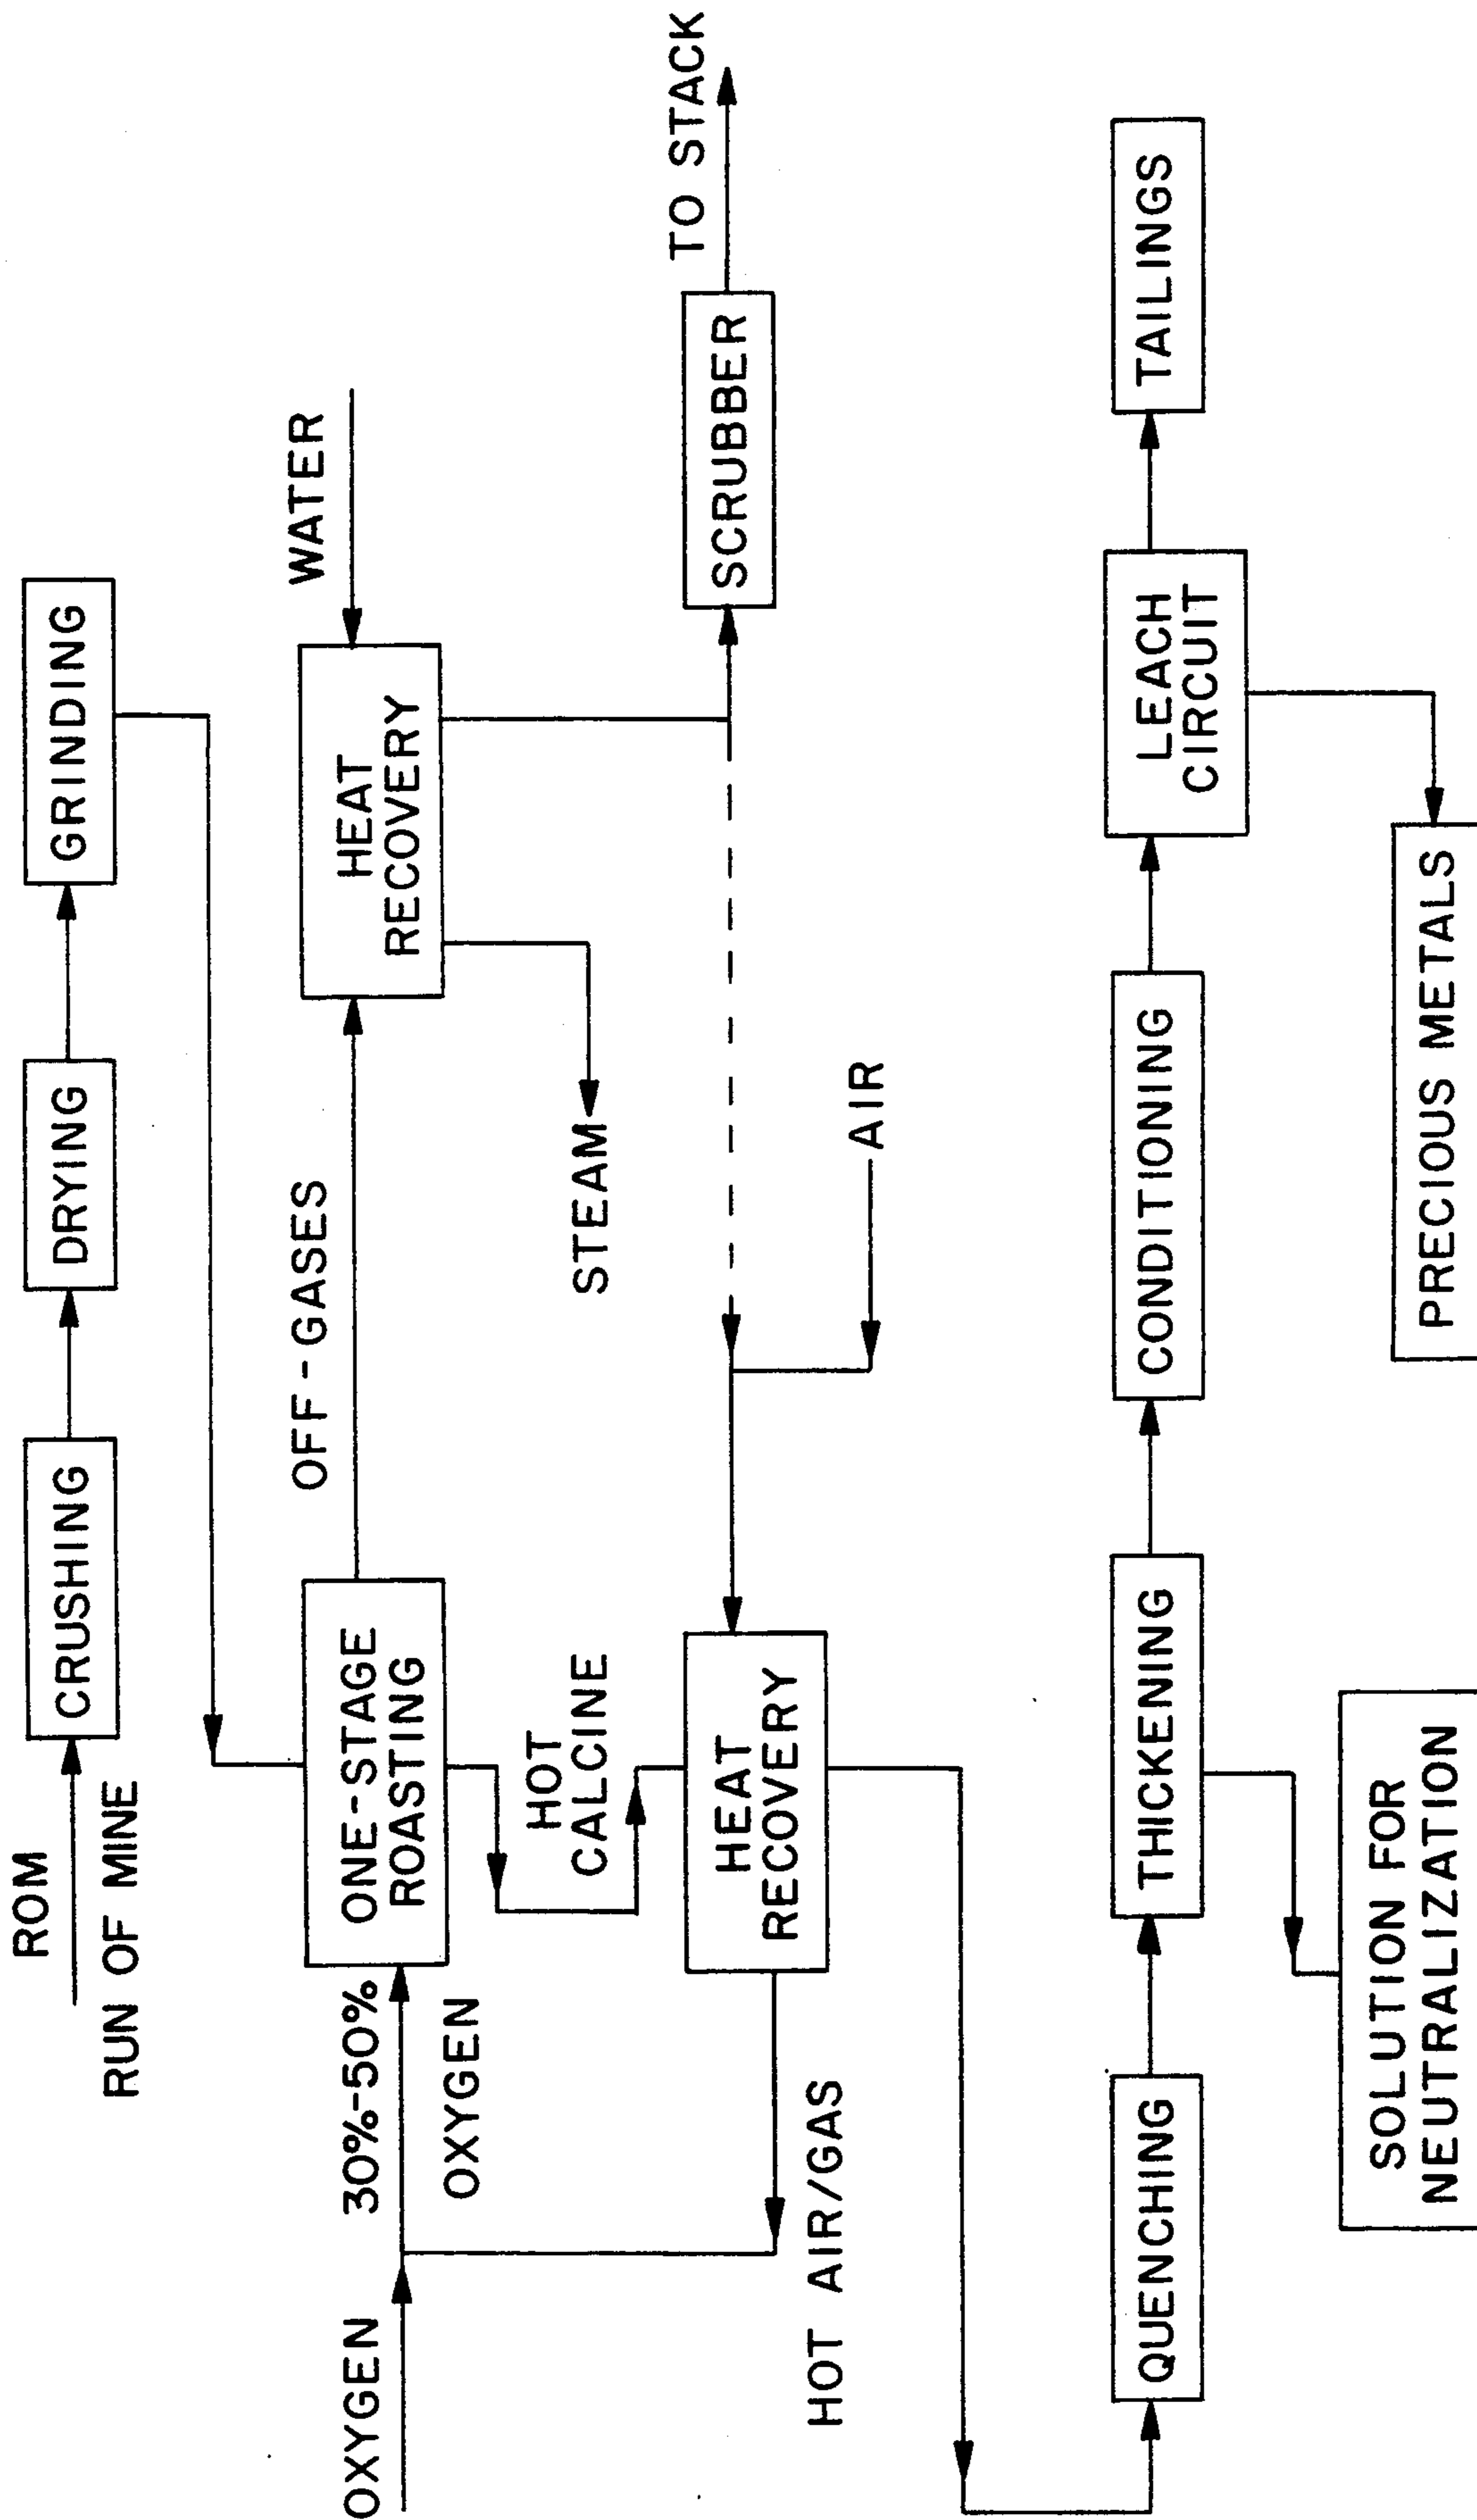 ROM
RUN OF MINE
CRUSHING
DRYING
GRINDING
OXYGEN
30%-50%
OXYGEN
ONE-STAGE
ROASTING
OFF-GASES
HEAT
RECOVERY
WATER
STEAM
HOT
CALCINE
HOT AIR/GAS
HEAT
RECOVERY
AIR
SCRUBBER
TO STACK
QUENCHING
THICKENING
CONDITIONING
LEACH
CIRCUIT
TAILINGS
SOLUTION FOR
NEUTRALIZATION
PRECIOUS METALS